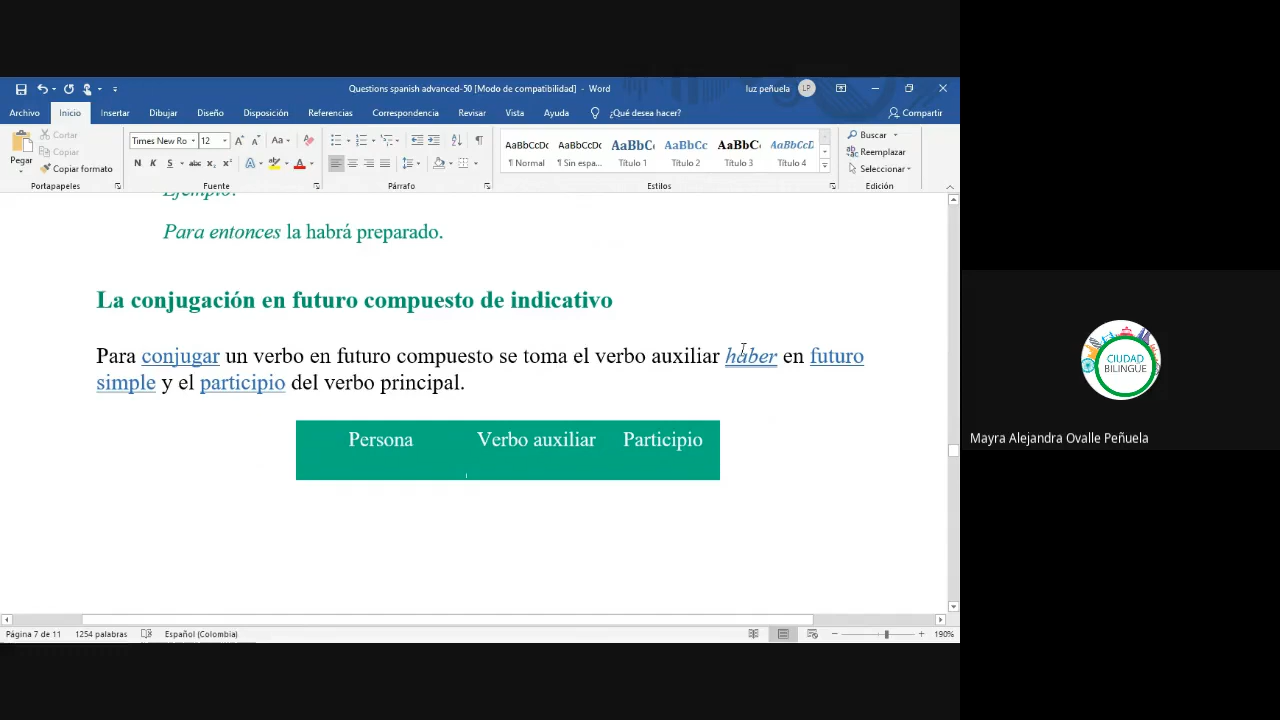 Questions spanish advanced-50 [Modo de compatibilidad] - Word
luz peñuela
LP
Archivo Inicio Insertar Dibujar Diseño Disposición Referencias Correspondencia Revisar Vista Ayuda ¿Qué desea hacer? Compartir
Pegar
Cortar
Copiar
Copiar formato
Portapapeles
Times New Ro 12
N K S abc x₂ x²
Fuente
Párrafo
AaBbCcDc AaBbCcDc AaBbC AaBbCc AaBbC AaBbCcD
¶ Normal ¶ Sin espa... Título 1 Título 2 Título 3 Título 4
Estilos
Buscar
Reemplazar
Seleccionar
Edición
Ejemplo:
Para entonces la habrá preparado.
La conjugación en futuro compuesto de indicativo
Para conjugar un verbo en futuro compuesto se toma el verbo auxiliar haber en futuro
simple y el participio del verbo principal.
Persona Verbo auxiliar Participio
Página 7 de 11 1254 palabras Español (Colombia) 190%
CIUDAD
BILINGÜE
Mayra Alejandra Ovalle Peñuela